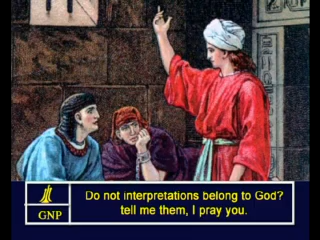 Do not interpretations belong to God?
tell me them, I pray you.
GNP